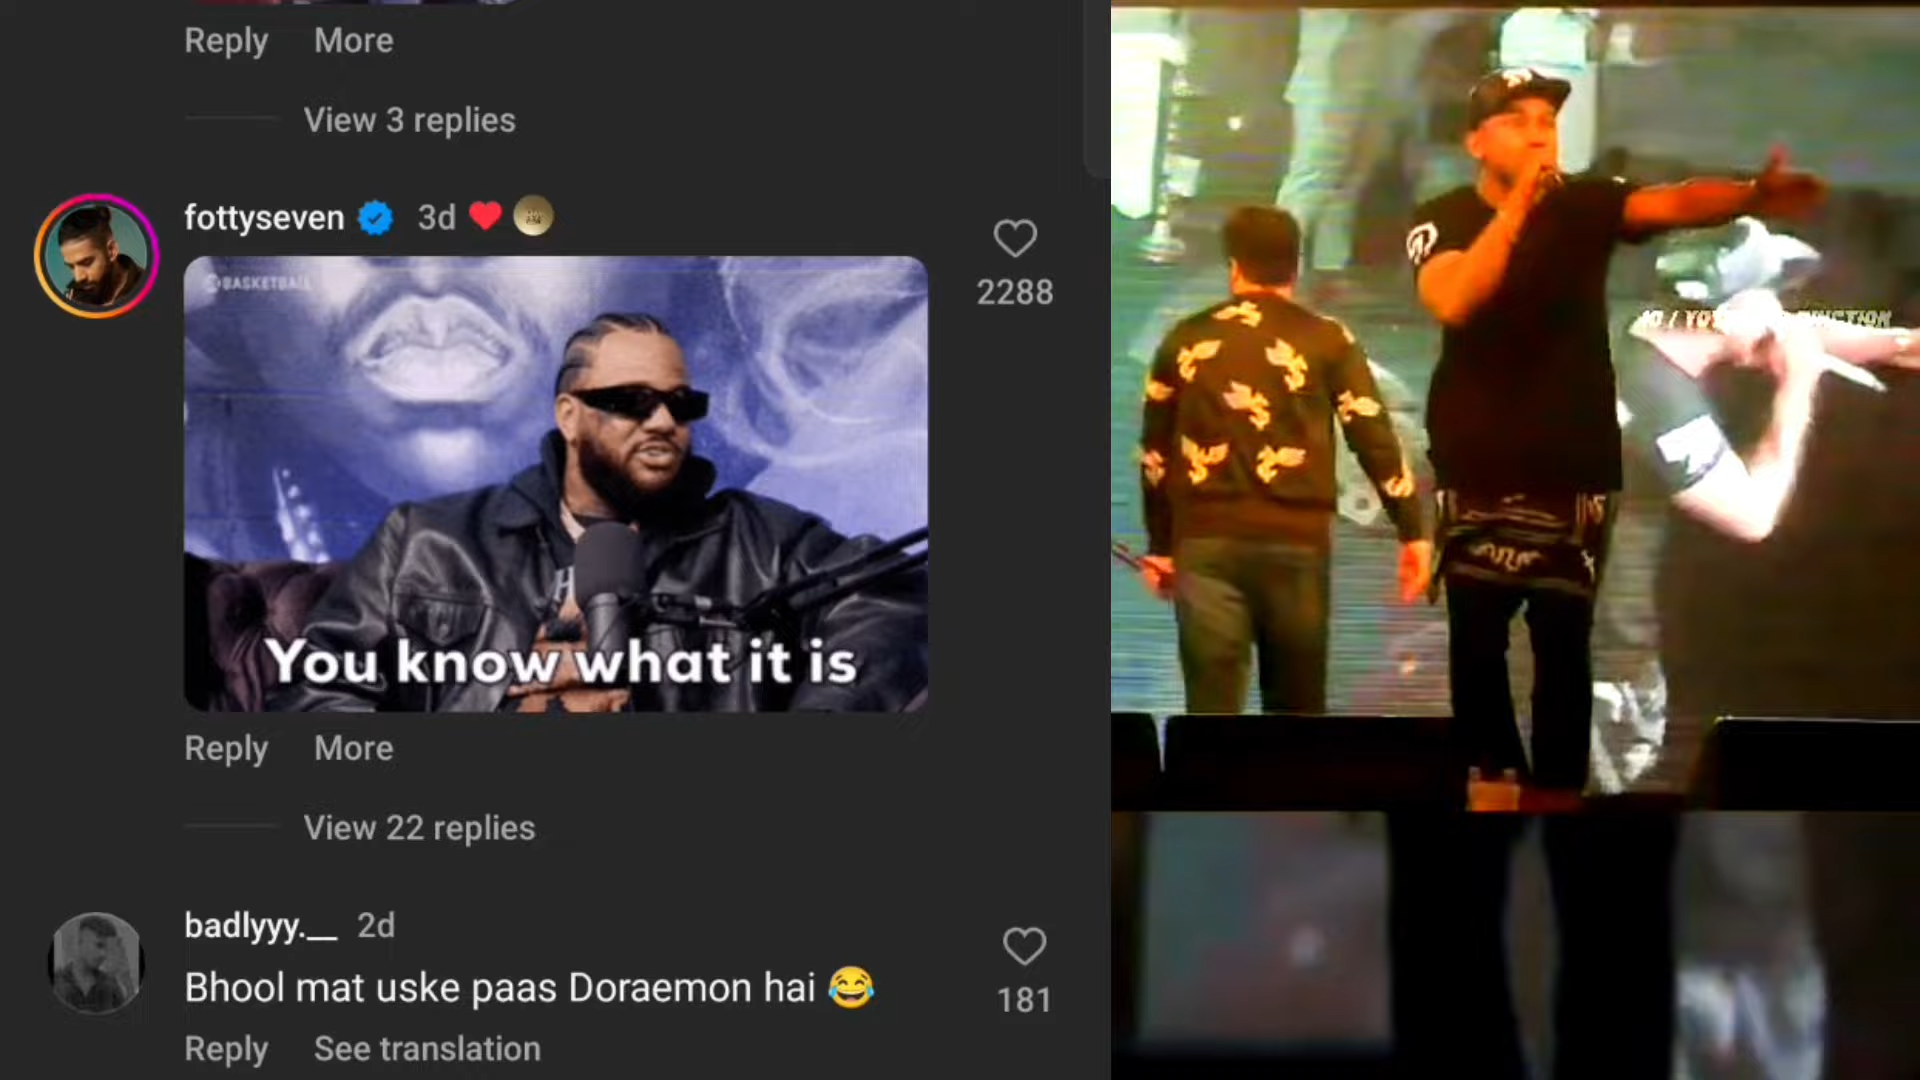 Reply More
View 3 replies
fottyseven 3d
BASKETBALL
You know what it is
2288
Reply More
View 22 replies
badlyyy.__ 2d
Bhool mat uske paas Doraemon hai 😂
181
Reply See translation